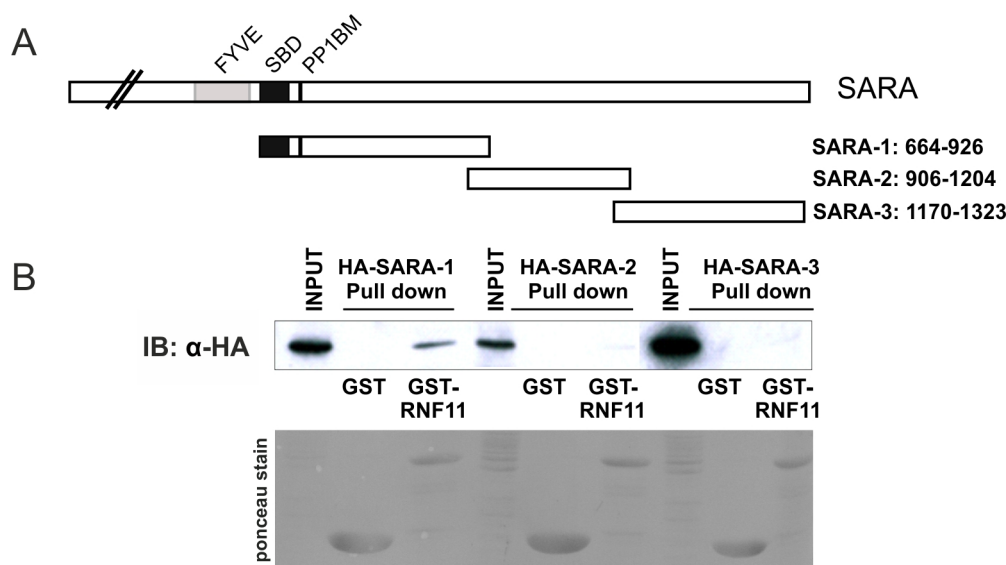 A
FYVE
SBD
PP1BM
SARA
SARA-1: 664-926
SARA-2: 906-1204
SARA-3: 1170-1323
B
INPUT
HA-SARA-1
Pull down
INPUT
HA-SARA-2
Pull down
INPUT
HA-SARA-3
Pull down
IB: α-HA
GST
GST-
RNF11
GST
GST-
RNF11
GST
GST-
RNF11
ponceau stain